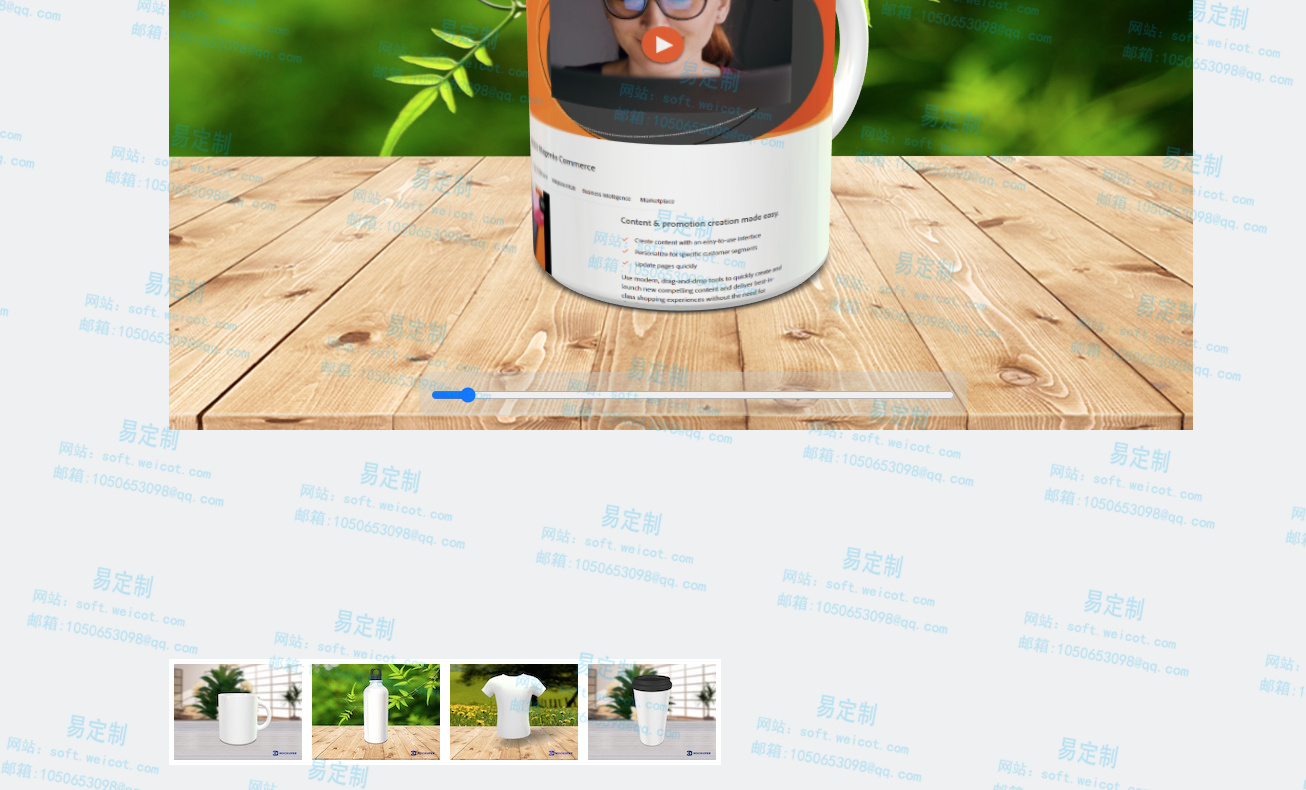 Magento Commerce
Business Intelligence Marketplace
Content & promotion creation made easy.
Create content with an easy-to-use interface
Personalize for specific customer segments
Update pages quickly
Use modern, drag-and-drop tools to quickly create and
launch new compelling content and deliver best-in-
class shopping experiences without the need for
易定制
网站: soft.weicot.com
邮箱:1050653098@qq.com